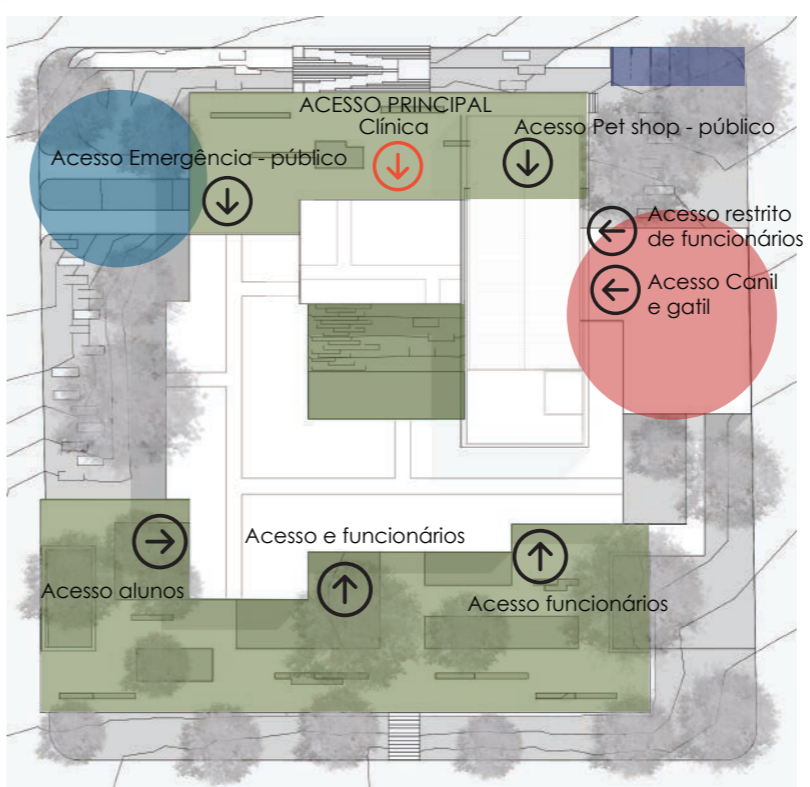 ACESSO PRINCIPAL
Clínica
Acesso Pet shop - público
Acesso Emergência - público
Acesso restrito
de funcionários
Acesso Canil
e gatil
Acesso e funcionários
Acesso alunos
Acesso funcionários